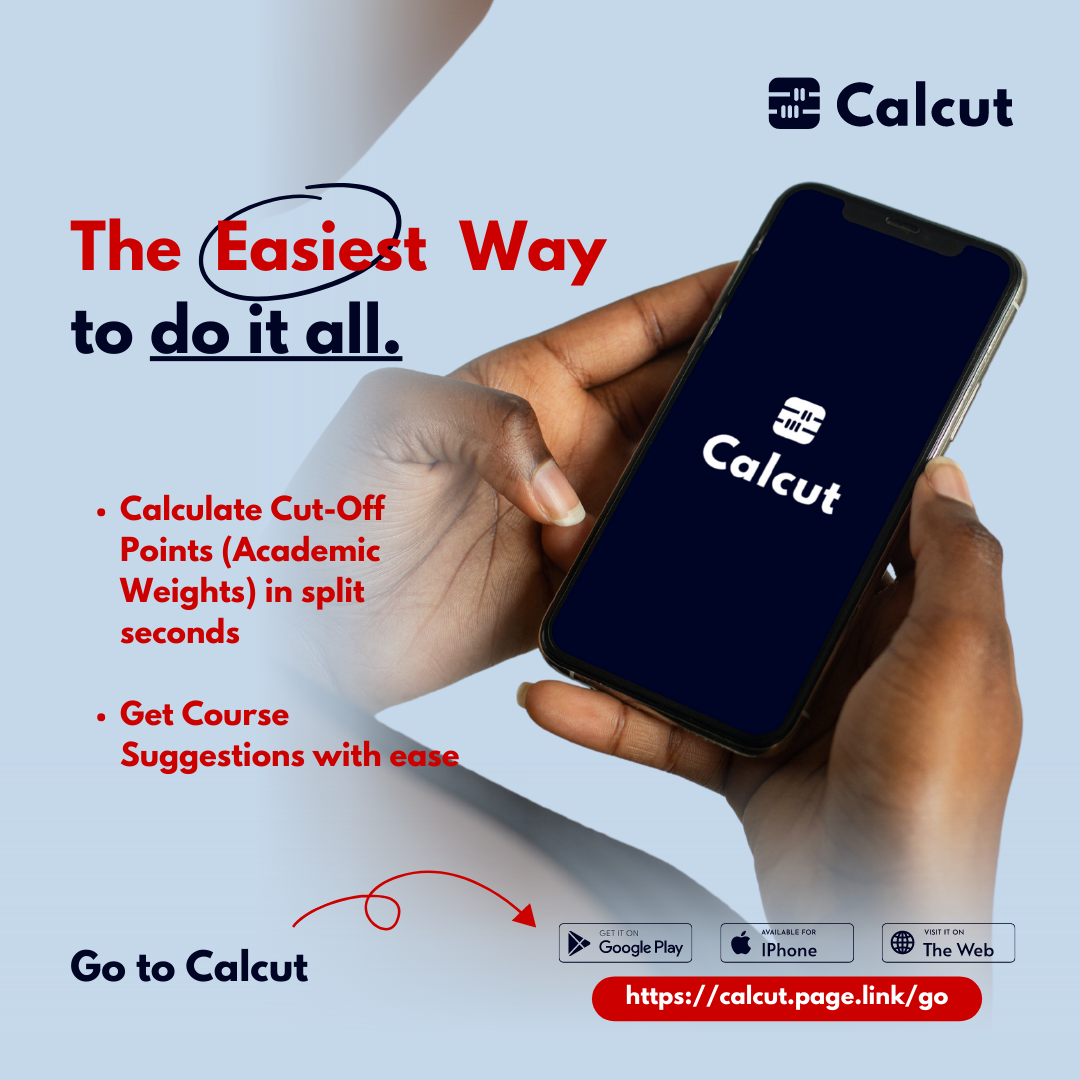 Calcut
The Easiest Way
to do it all.
Calcut
• Calculate Cut-Off
Points (Academic
Weights) in split
seconds
• Get Course
Suggestions with ease
Go to Calcut
GET IT ON
Google Play
AVAILABLE FOR
IPhone
VISIT IT ON
The Web
https://calcut.page.link/go